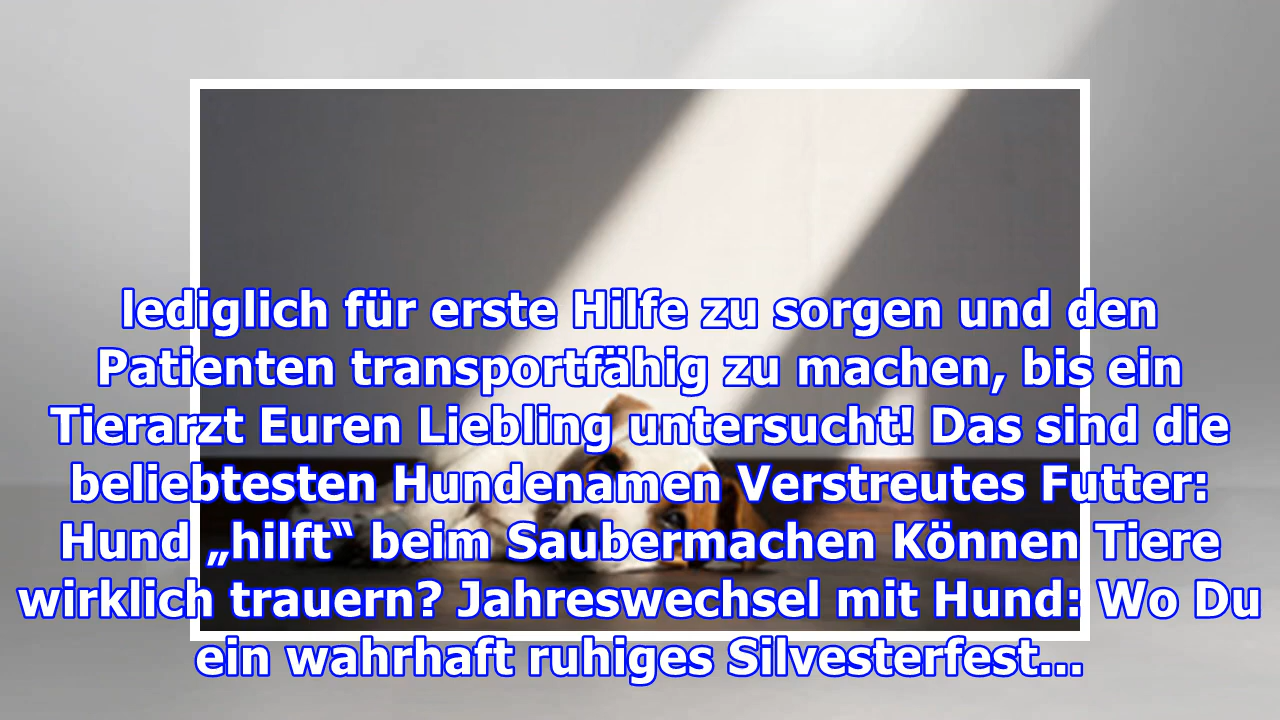 lediglich für erste Hilfe zu sorgen und den
Patienten transportfähig zu machen, bis ein
Tierarzt Euren Liebling untersucht! Das sind die
beliebtesten Hundenamen Verstreutes Futter:
Hund „hilft“ beim Saubermachen Können Tiere
wirklich trauern? Jahreswechsel mit Hund: Wo Du
ein wahrhaft ruhiges Silvesterfest...